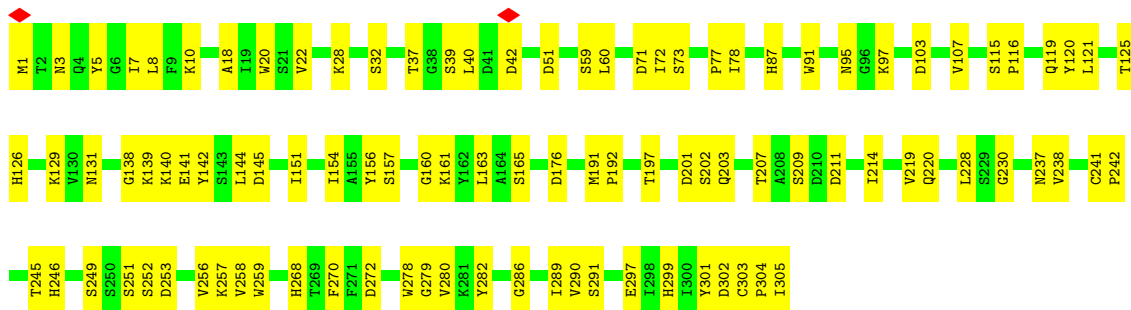 M1 T2 N3 Q4 Y5 G6 I7 L8 F9 K10 A18 I19 W20 S21 V22 K28 S32 T37 G38 S39 L40 D41 D42 D51 S59 L60 D71 I72 S73 P77 I78 H87 W91 N95 G96 K97 D103 V107 S115 P116 Q119 Y120 L121 T125
H126 K129 V130 N131 G138 K139 K140 E141 Y142 S143 L144 D145 I151 I154 A155 Y156 S157 G160 K161 Y162 L163 A164 S165 D176 M191 P192 T197 D201 S202 Q203 T207 A208 S209 D210 D211 I214 V219 Q220 L228 S229 G230 N237 V238 C241 P242
T245 H246 S249 S250 S251 S252 D253 V256 K257 V258 W259 H268 T269 F270 F271 D272 W278 G279 V280 K281 Y282 G286 I289 V290 S291 E297 I298 H299 I300 Y301 D302 C303 P304 I305